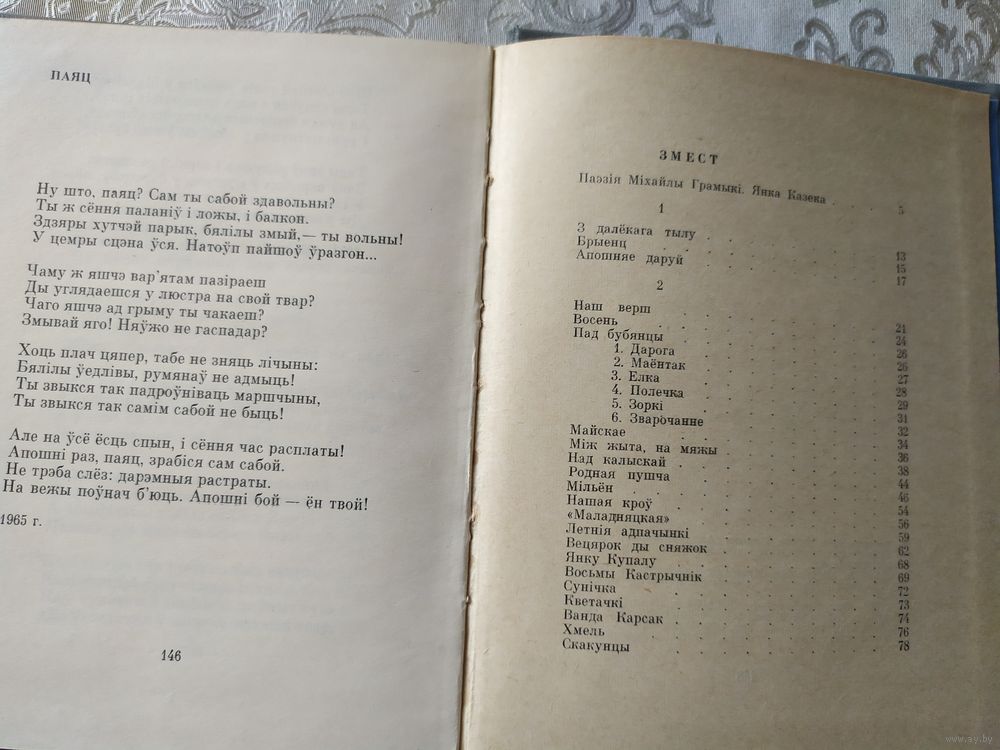 ПАЯЦ
Ну што, паяц? Сам ты сабой здавольны?
Ты ж сёння паланіў і ложы, і балкон.
Здзяры хутчэй парык, бялілы змый,— ты вольны!
У цемры сцэна ўся. Натоўп пайшоў ўразгон...
Чаму ж яшчэ вар'ятам пазіраеш
Ды углядаешся у люстра на свой твар?
Чаго яшчэ ад грыму ты чакаеш?
Змывай яго! Няўжо не гаспадар?
Хоць плач цяпер, табе не зняць лічыны:
Бялілы ўедлівы, румянаў не адмыць!
Ты звыкся так падроўніваць маршчыны,
Ты звыкся так самім сабой не быць!
Але на ўсё ёсць спын, і сёння час расплаты!
Апошні раз, паяц, зрабіся сам сабой.
Не трэба слёз: дарэмныя растраты.
На вежы поўнач б'юць. Апошні бой — ён твой!
1965 г.
146
ЗМЕСТ
Паэзія Міхайлы Грамыкі. Янка Казека . . . . 5
1
З далёкага тылу . . . . . . . 13
Брыенц . . . . . . . 15
Апошняе даруй . . . . . . . 17
2
Наш верш . . . . . . . 21
Восень . . . . . . . 24
Пад бубянцы . . . . . . . 26
1. Дарога . . . . . . . 26
2. Маёнтак . . . . . . . 27
3. Елка . . . . . . . 28
4. Полечка . . . . . . . 29
5. Зоркі . . . . . . . 31
6. Зварочанне . . . . . . . 32
Майскае . . . . . . . 34
Між жыта, на мяжы . . . . . . . 36
Над калыскай . . . . . . . 38
Родная пушча . . . . . . . 44
Мільён . . . . . . . 46
Нашая кроў . . . . . . . 54
«Маладняцкая» . . . . . . . 56
Летнія адпачынкі . . . . . . . 59
Вецярок ды сняжок . . . . . . . 62
Янку Купалу . . . . . . . 68
Восьмы Кастрычнік . . . . . . . 69
Сунічка . . . . . . . 72
Кветачкі . . . . . . . 73
Ванда Карсак . . . . . . . 74
Хмель . . . . . . . 76
Скакунцы . . . . . . . 78
www.ay.by